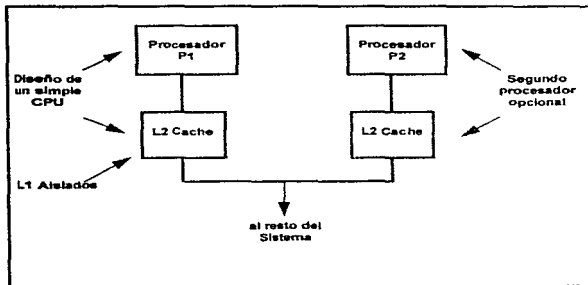 Procesador
P1
Procesador
P2
Diseño de
un simple
CPU
Segundo
procesador
opcional
L2 Cache
L2 Cache
L1 Aislados
al resto del
Sistema